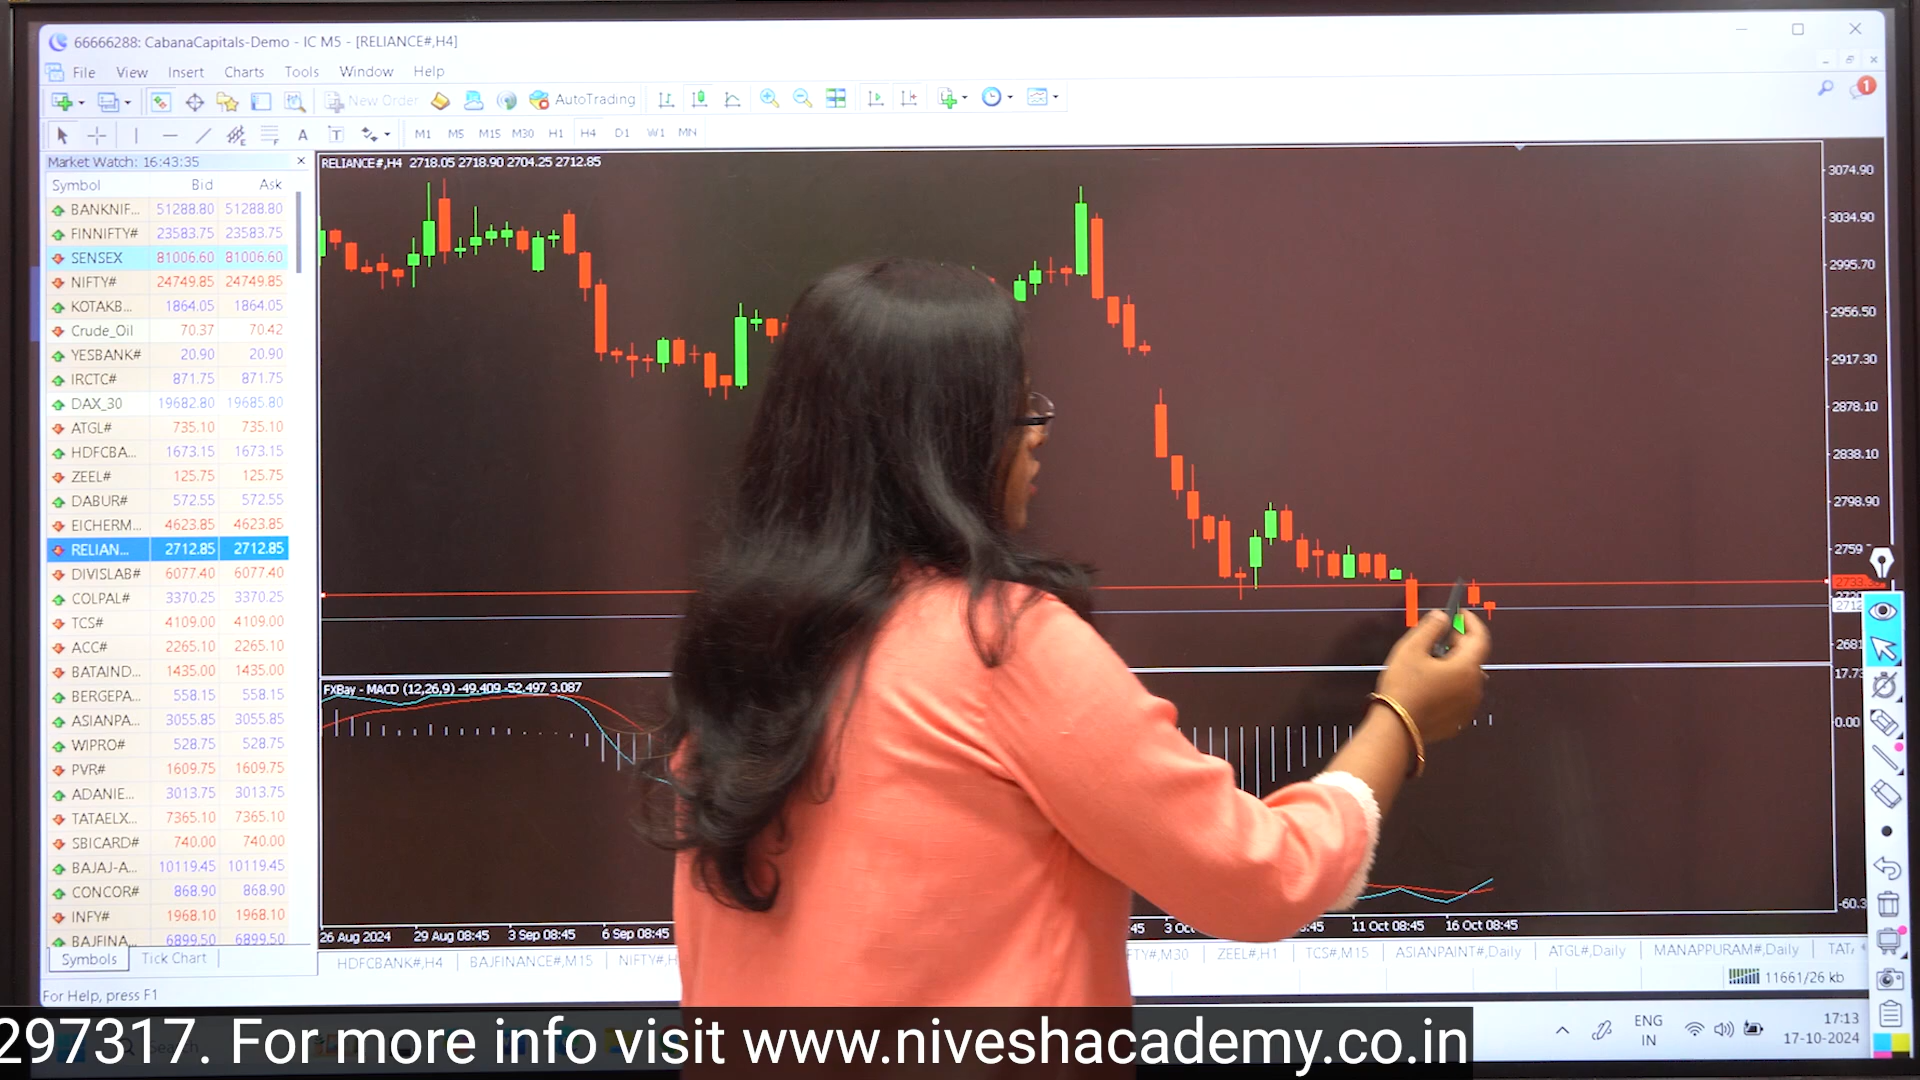 66666288: CabanaCapitals-Demo - IC M5 - [RELIANCE#,H4]
File View Insert Charts Tools Window Help
New Order AutoTrading 1
A T M1 M5 M15 M30 H1 H4 D1 W1 MN
Market Watch: 16:43:35
Symbol Bid Ask
BANKNIF... 51288.80 51288.80
FINNIFTY# 23583.75 23583.75
SENSEX 81006.60 81006.60
NIFTY# 24749.85 24749.85
KOTAKB... 1864.05 1864.05
Crude_Oil 70.37 70.42
YESBANK# 20.90 20.90
IRCTC# 871.75 871.75
DAX_30 19682.80 19685.80
ATGL# 735.10 735.10
HDFCBA... 1673.15 1673.15
ZEEL# 125.75 125.75
DABUR# 572.55 572.55
EICHERM... 4623.85 4623.85
RELIAN... 2712.85 2712.85
DIVISLAB# 6077.40 6077.40
COLPAL# 3370.25 3370.25
TCS# 4109.00 4109.00
ACC# 2265.10 2265.10
BATAIND... 1435.00 1435.00
BERGEPA... 558.15 558.15
ASIANPA... 3055.85 3055.85
WIPRO# 528.75 528.75
PVR# 1609.75 1609.75
ADANIE... 3013.75 3013.75
TATAELX... 7365.10 7365.10
SBICARD# 740.00 740.00
BAJAJ-A... 10119.45 10119.45
CONCOR# 868.90 868.90
INFY# 1968.10 1968.10
BAJFINA... 6899.50 6899.50
Symbols Tick Chart
For Help, press F1
RELIANCE#,H4 2718.05 2718.90 2704.25 2712.85
3074.90
3034.90
2995.70
2956.50
2917.30
2878.10
2838.10
2798.90
2759
2712
2681
FXBay - MACD (12,26,9) -49.409 -52.497 3.087
17.73
0.00
-60.3
26 Aug 2024 29 Aug 08:45 3 Sep 08:45 6 Sep 08:45 :45 3 Oc :45 11 Oct 08:45 16 Oct 08:45
HDFCBANK#,H4 BAJFINANCE#,M15 NIFTY#,H FTY#,M30 ZEEL#,H1 TCS#,M15 ASIANPAINT#,Daily ATGL#,Daily MANAPPURAM#,Daily TAT
11661/26 kb
297317. For more info visit www.niveshacademy.co.in
ENG
IN
17:13
17-10-2024